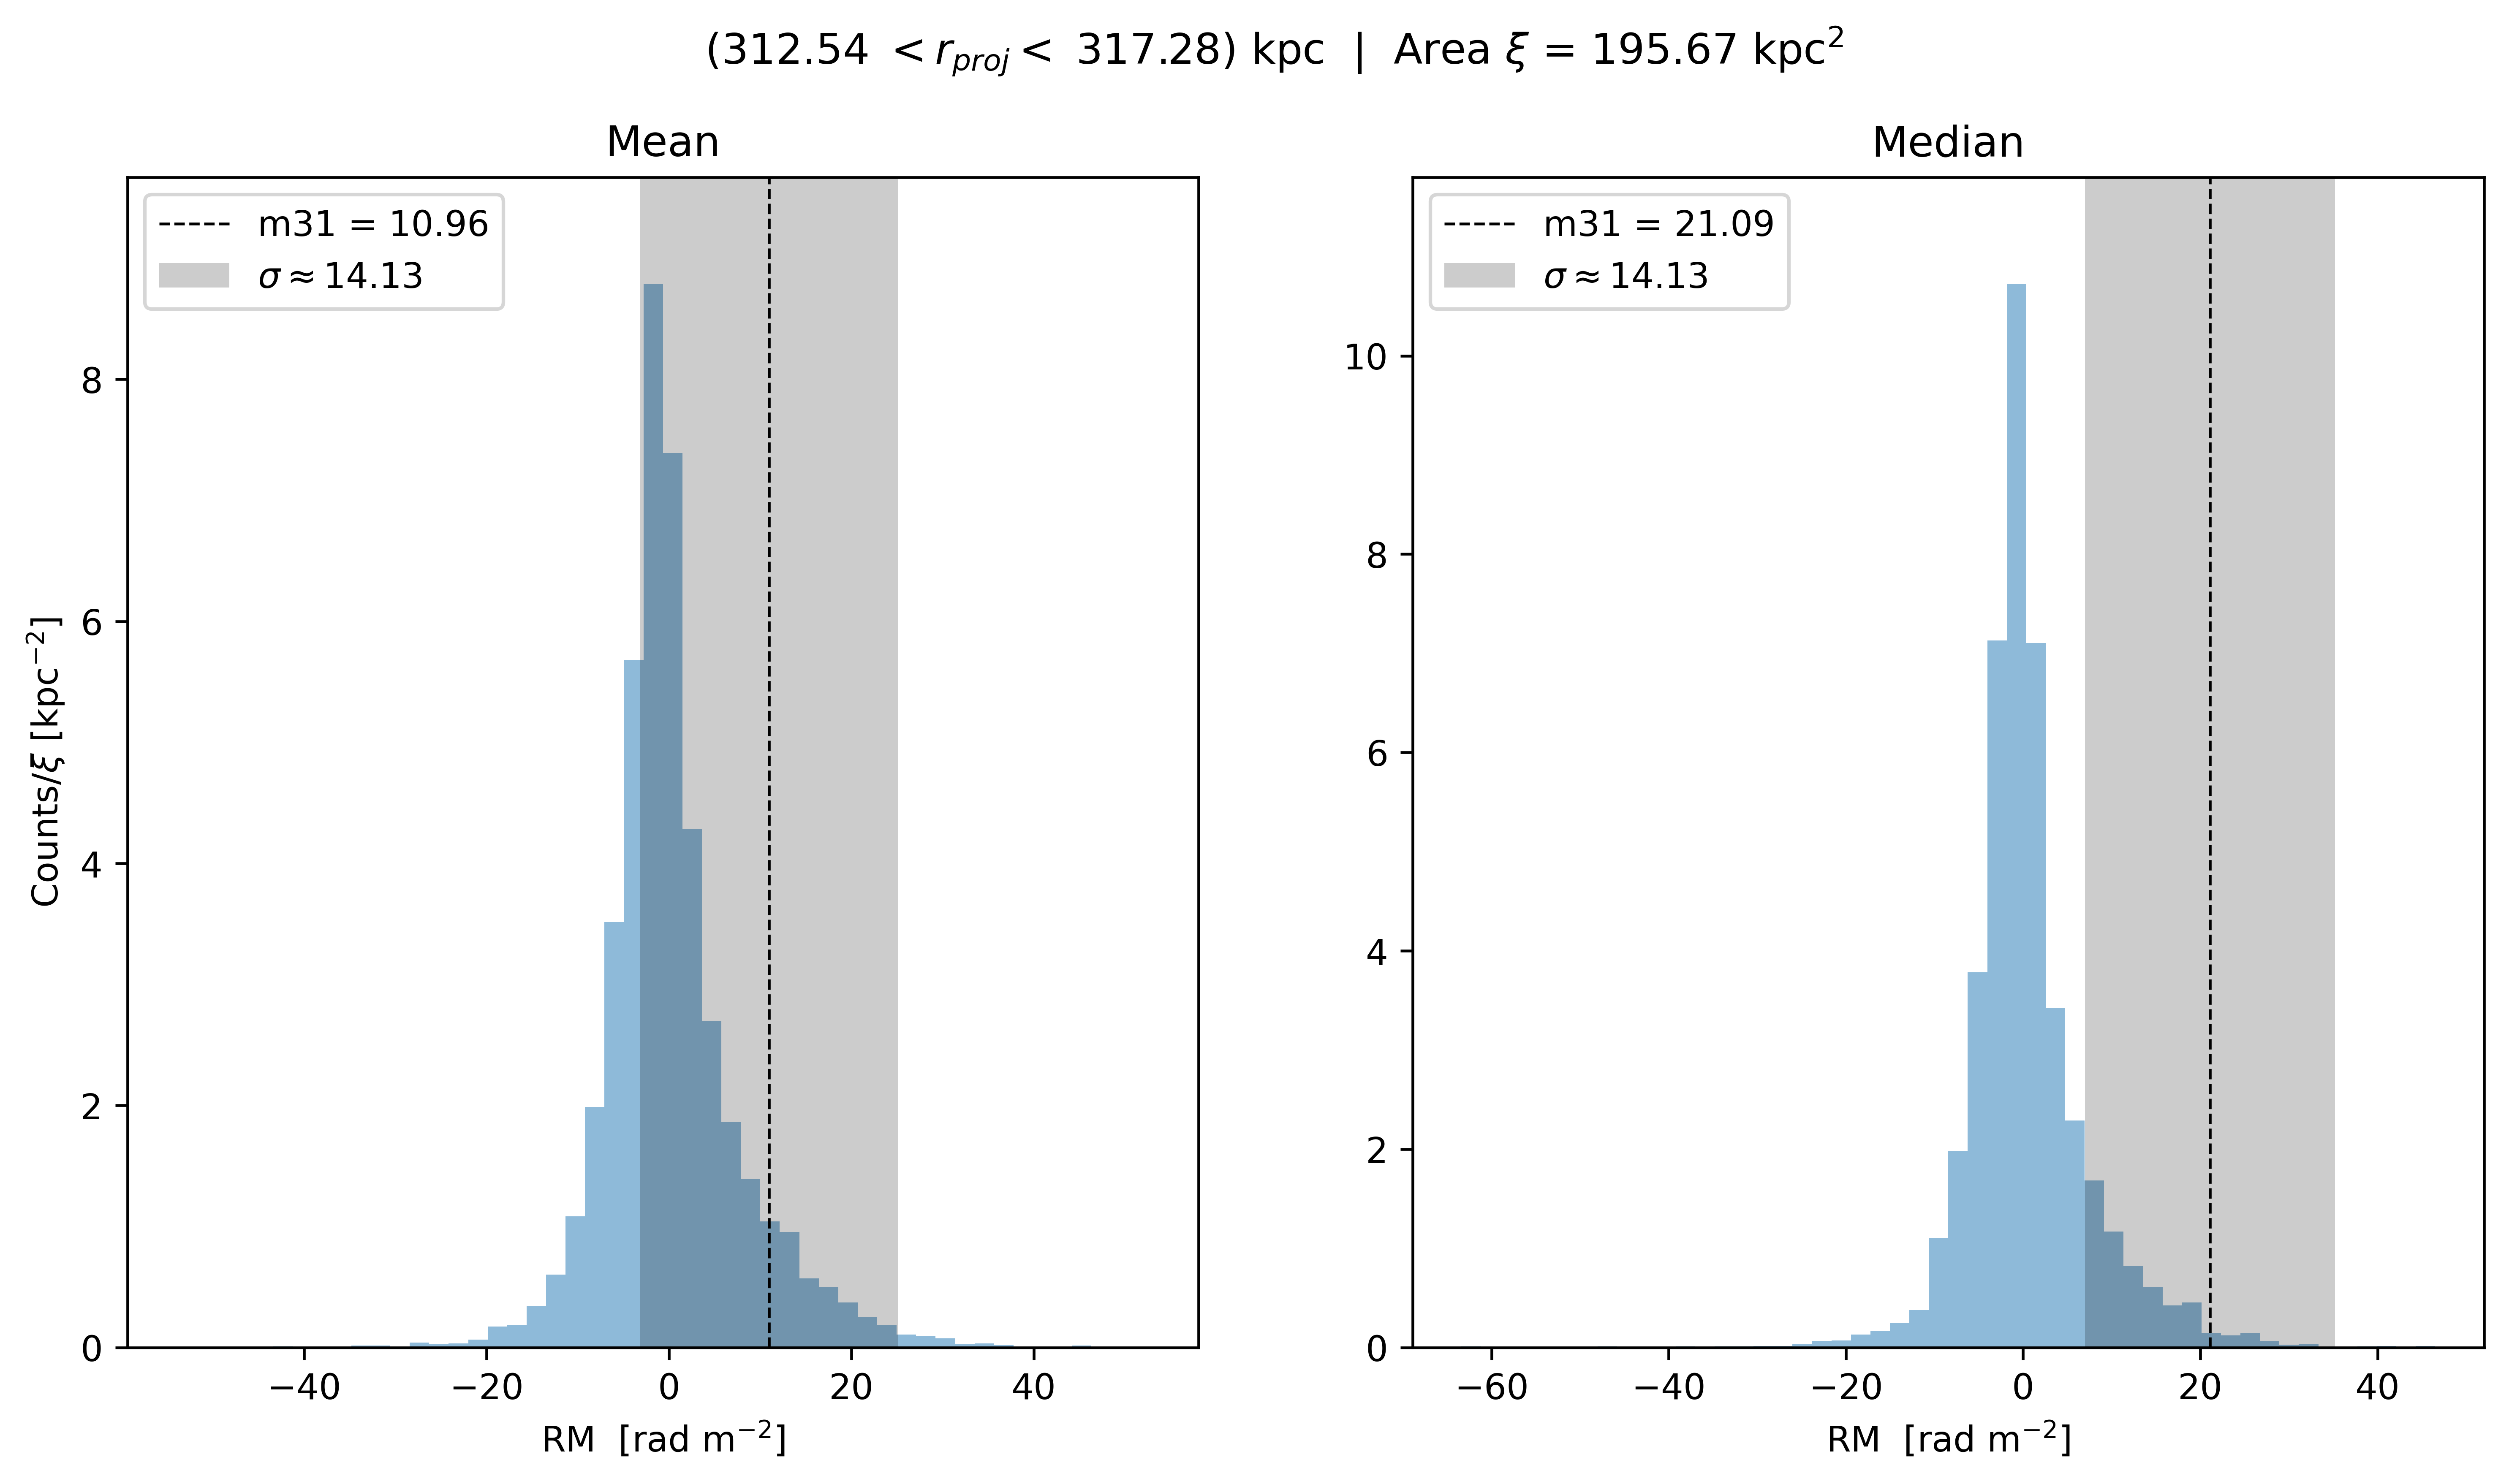 (312.54 < r_proj < 317.28) kpc | Area ξ = 195.67 kpc²
Mean
m31 = 10.96
σ ≈ 14.13
Counts/ξ [kpc⁻²]
8
6
4
2
0
−40 −20 0 20 40
RM [rad m⁻²]
Median
m31 = 21.09
σ ≈ 14.13
10
8
6
4
2
0
−60 −40 −20 0 20 40
RM [rad m⁻²]